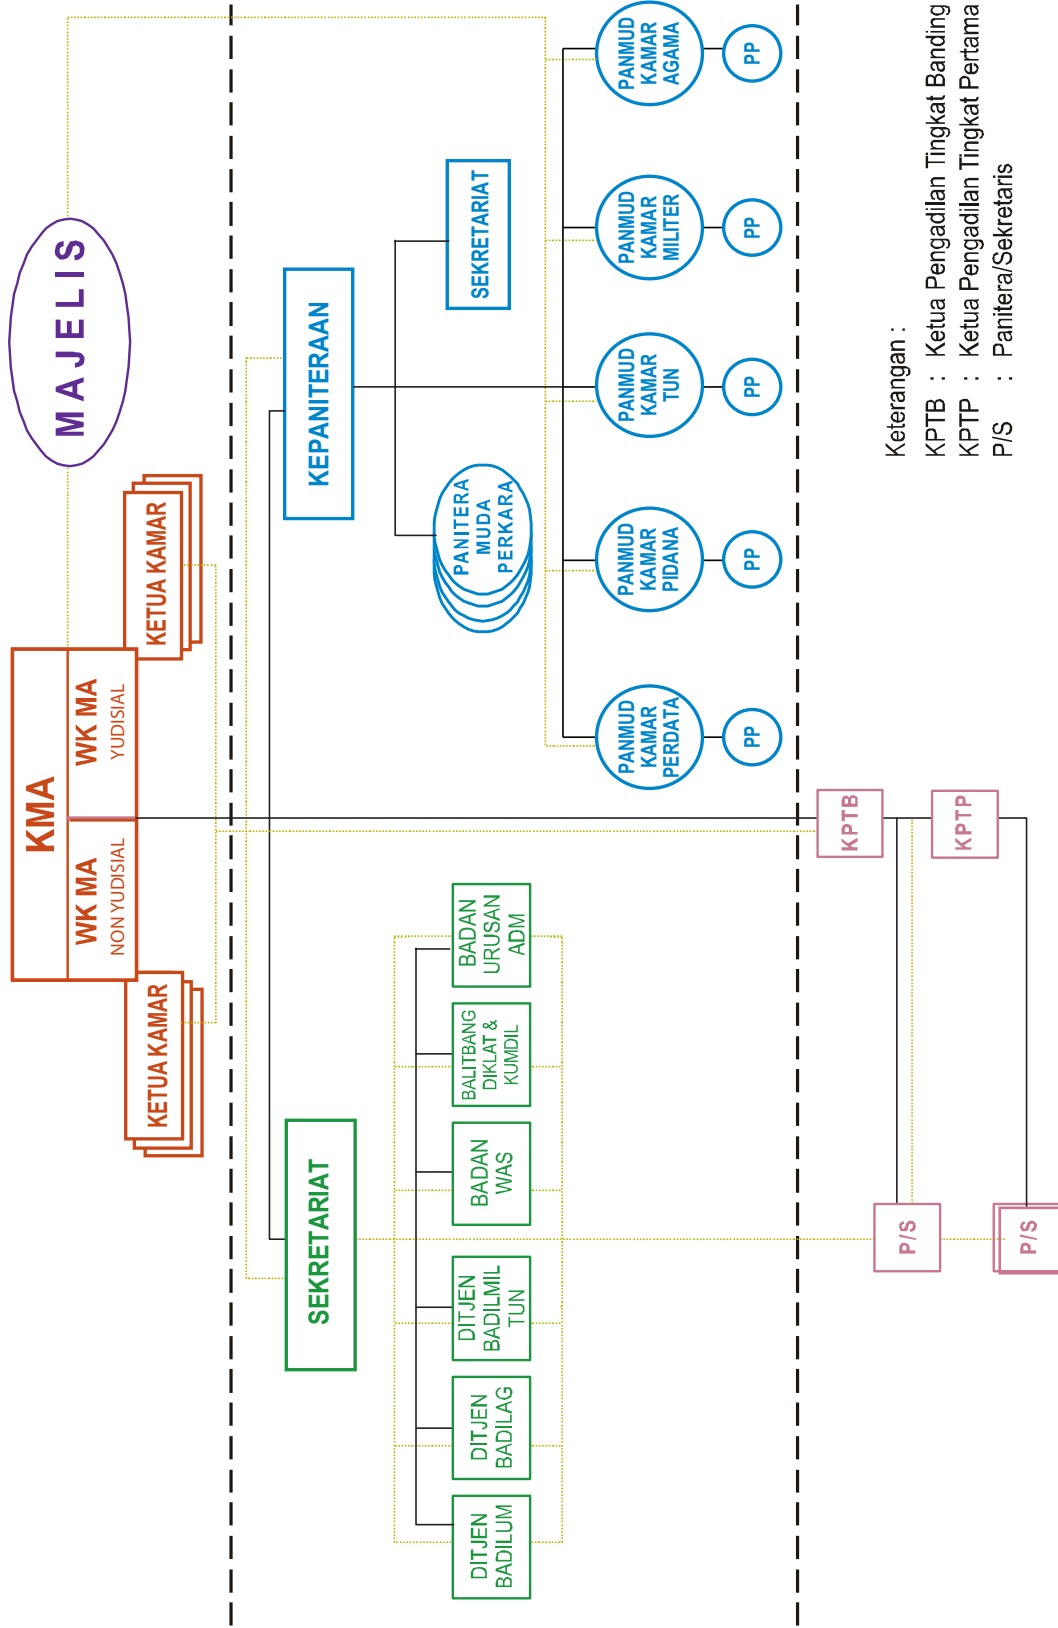 KMA
WK MA
NON YUDISIAL
WK MA
YUDISIAL
KETUA KAMAR
KETUA KAMAR
MAJELIS
SEKRETARIAT
KEPANITERAAN
DITJEN
BADILUM
DITJEN
BADILAG
DITJEN
BADILMIL
TUN
BADAN
WAS
BALITBANG
DIKLAT &
KUMDIL
BADAN
URUSAN
ADM
PANITERA
MUDA
PERKARA
SEKRETARIAT
PANMUD
KAMAR
PERDATA
PANMUD
KAMAR
PIDANA
PANMUD
KAMAR
TUN
PANMUD
KAMAR
MILITER
PANMUD
KAMAR
AGAMA
PP
PP
PP
PP
PP
KPTB
P/S
KPTP
P/S
Keterangan :
KPTB : Ketua Pengadilan Tingkat Banding
KPTP : Ketua Pengadilan Tingkat Pertama
P/S : Panitera/Sekretaris